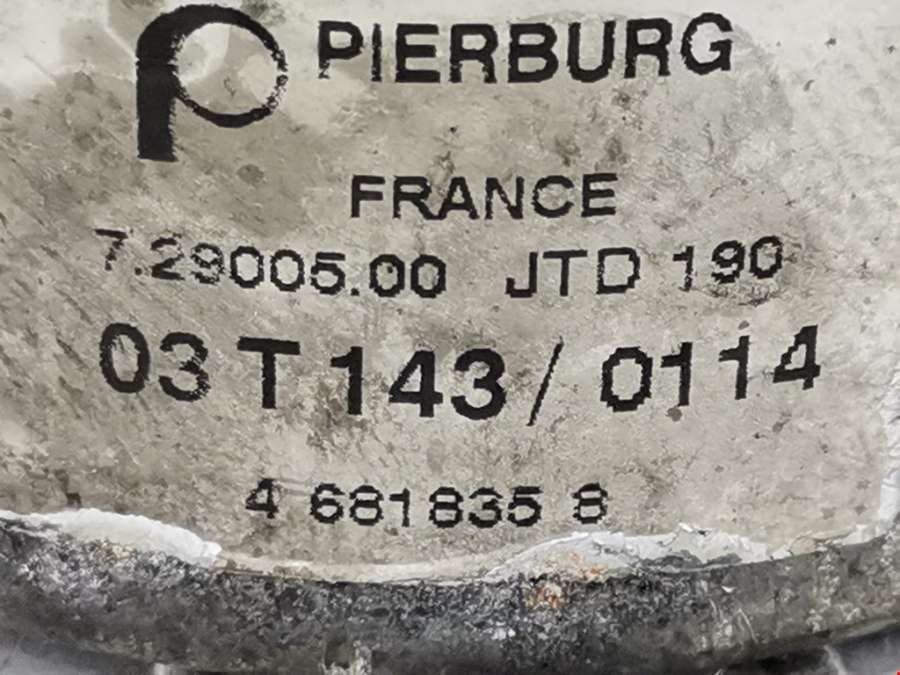 PIERBURG
FRANCE
7.29005.00 JTD 190
03 T 143 / 0114
4 681835 8